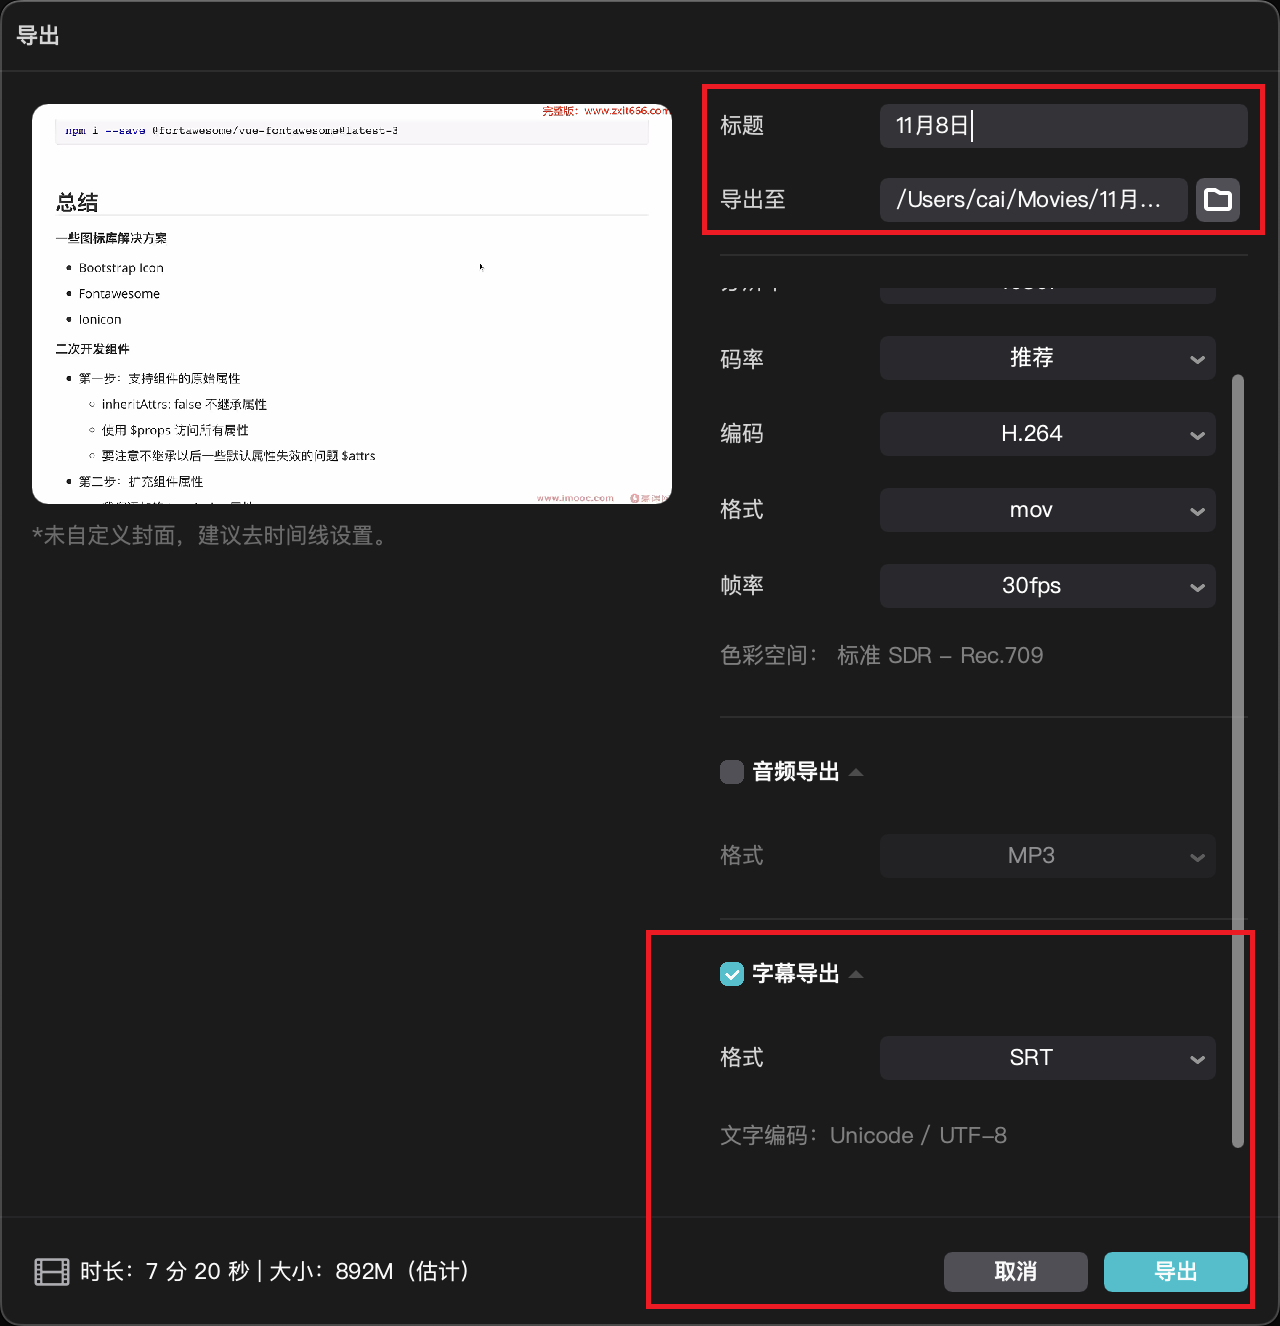 导出
完整版：www.zxit666.com
npm i --save @fortawesome/vue-fontawesome@latest-3
总结
一些图标库解决方案
Bootstrap Icon
Fontawesome
Ionicon
二次开发组件
第一步：支持组件的原始属性
inheritAttrs: false 不继承属性
使用 $props 访问所有属性
要注意不继承以后一些默认属性失效的问题 $attrs
第二步：扩充组件属性
www.imooc.com
*未自定义封面，建议去时间线设置。
标题 11月8日
导出至 /Users/cai/Movies/11月...
码率 推荐
编码 H.264
格式 mov
帧率 30fps
色彩空间： 标准 SDR - Rec.709
音频导出
格式 MP3
字幕导出
格式 SRT
文字编码：Unicode / UTF-8
时长：7 分 20 秒 | 大小：892M（估计）
取消 导出